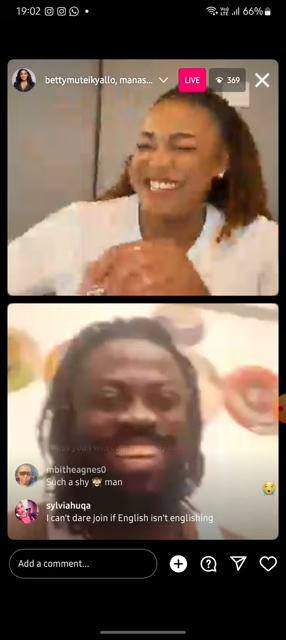 19:02
66%
bettymuteikyallo, manas...
LIVE
369
mbitheagnes0
Such a shy 🙈 man
sylviahuqa
I can't dare join if English isn't englishing
Add a comment...